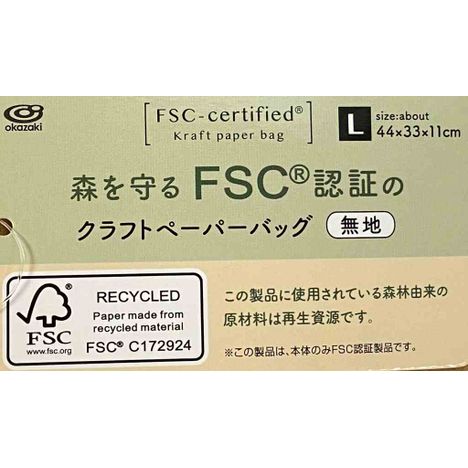 okazaki
[FSC-certified®
Kraft paper bag]
L
size:about
44×33×11cm
森を守る FSC®認証の
クラフトペーパーバッグ 無地
FSC
www.fsc.org
RECYCLED
Paper made from
recycled material
FSC® C172924
この製品に使用されている森林由来の
原材料は再生資源です。
※この製品は、本体のみFSC認証製品です。